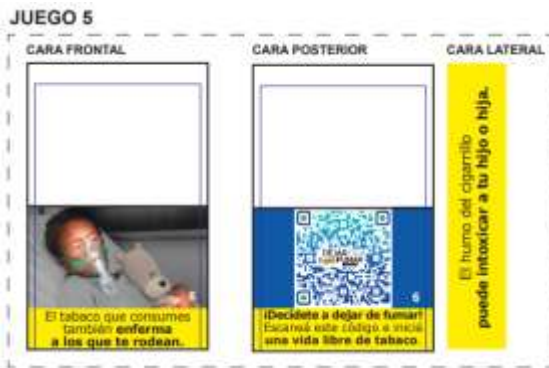 JUEGO 5
CARA FRONTAL
El tabaco que consumes
también enferma
a los que te rodean.
CARA POSTERIOR
DEJÁ
FUMAR
6
¡Decidete a dejar de fumar!
Escaneá este código e iniciá
una vida libre de tabaco
CARA LATERAL
El humo del cigarrillo
puede intoxicar a tu hijo o hija.